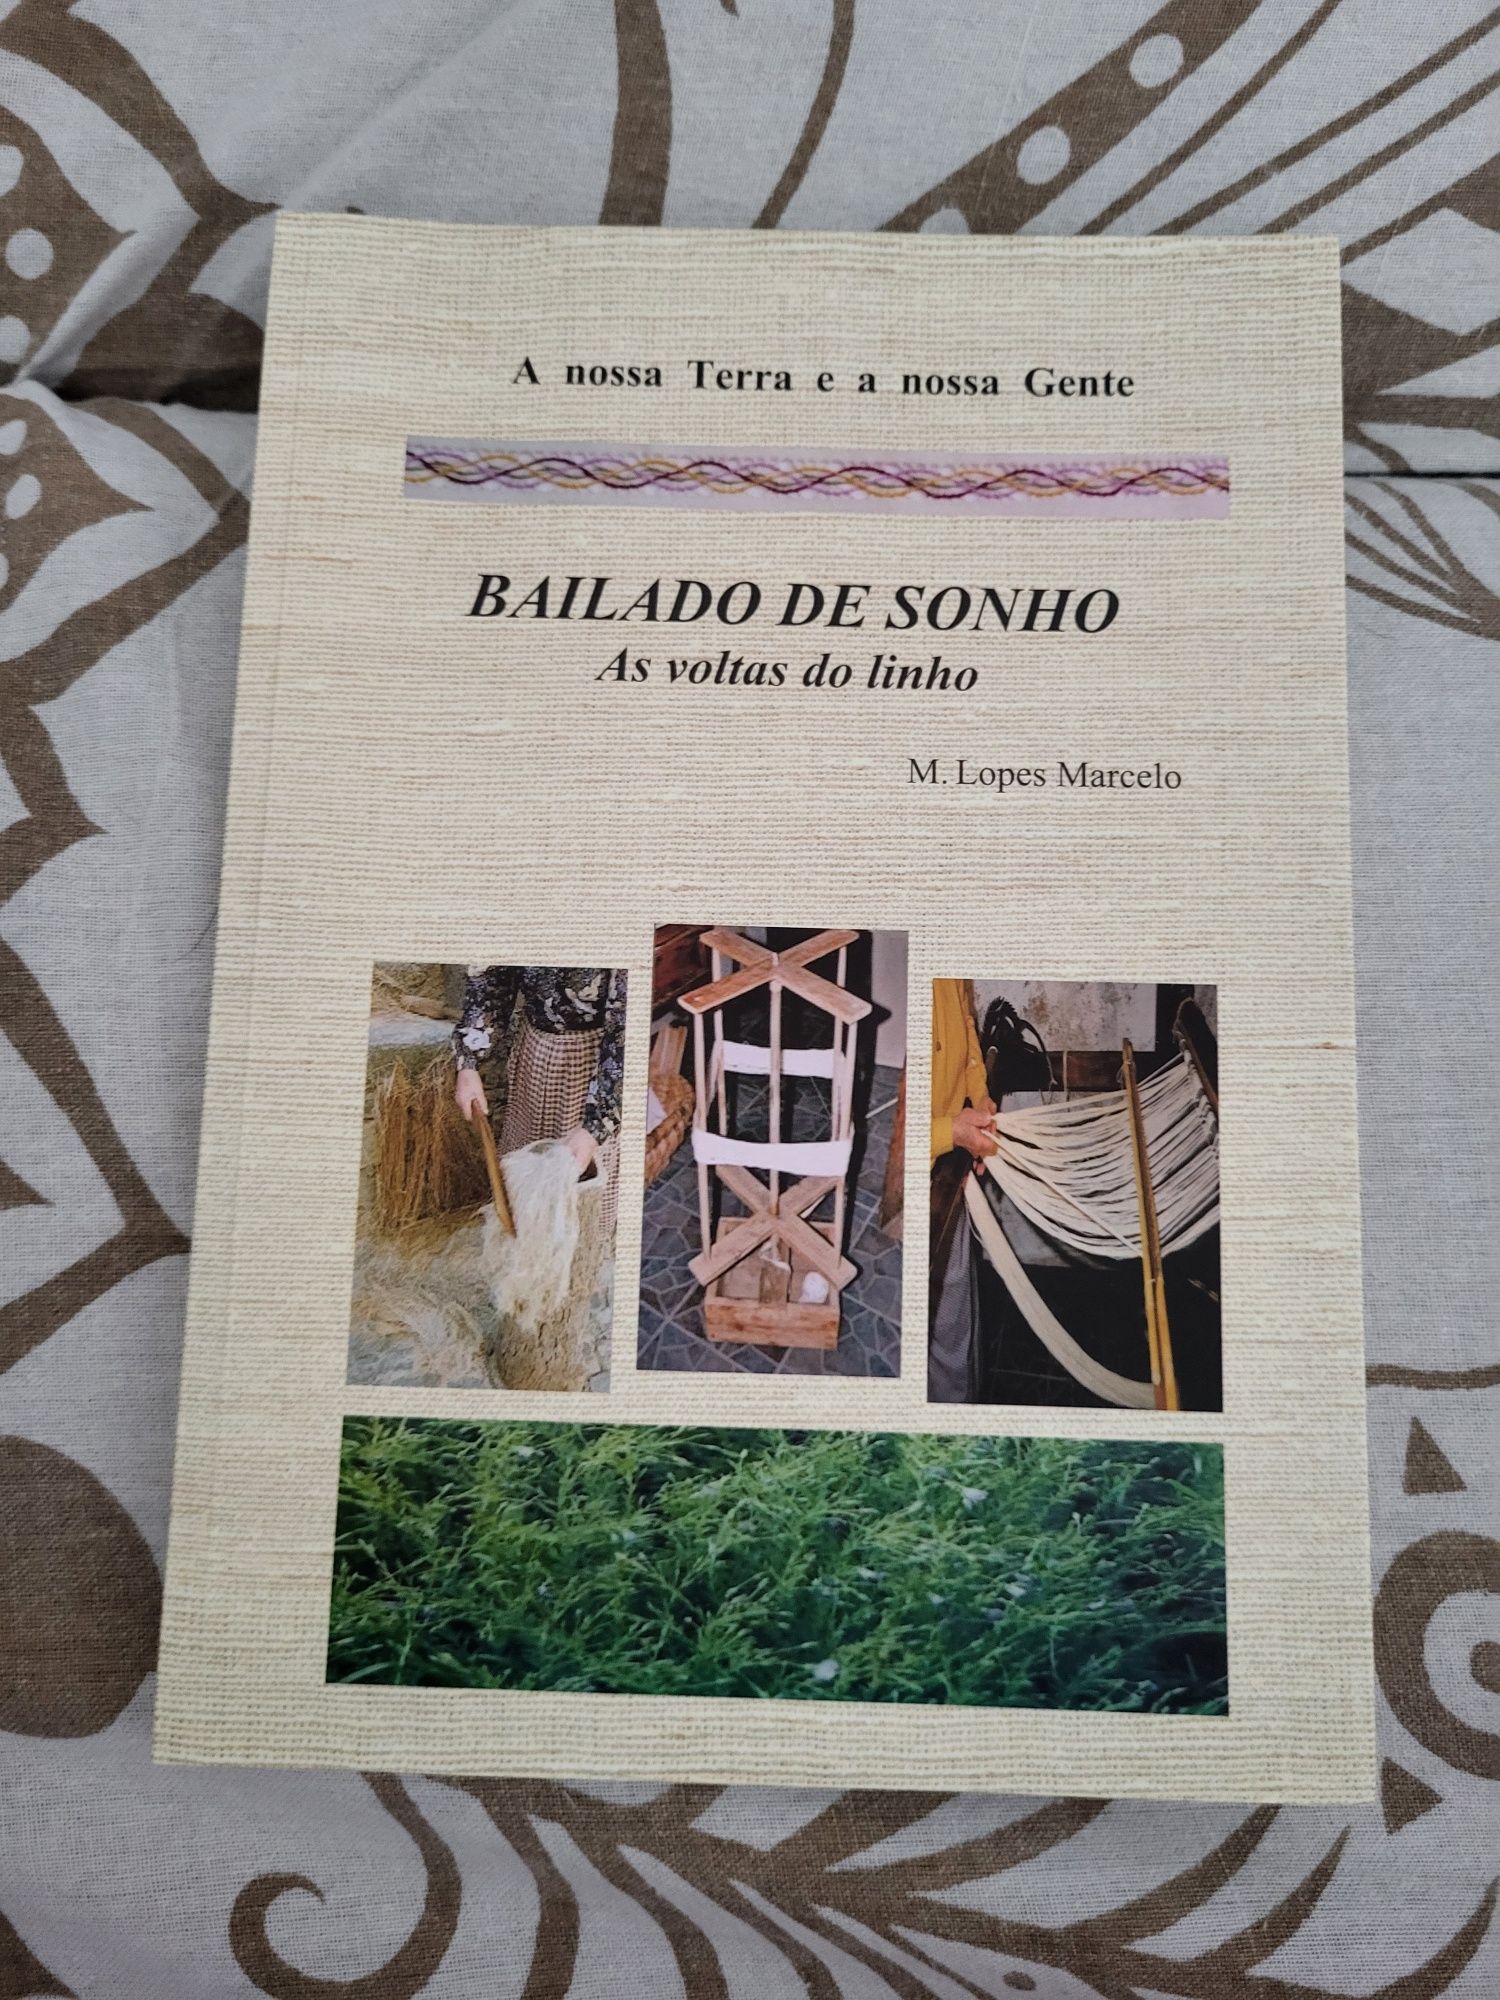 A nossa Terra e a nossa Gente
BAILADO DE SONHO
As voltas do linho
M. Lopes Marcelo